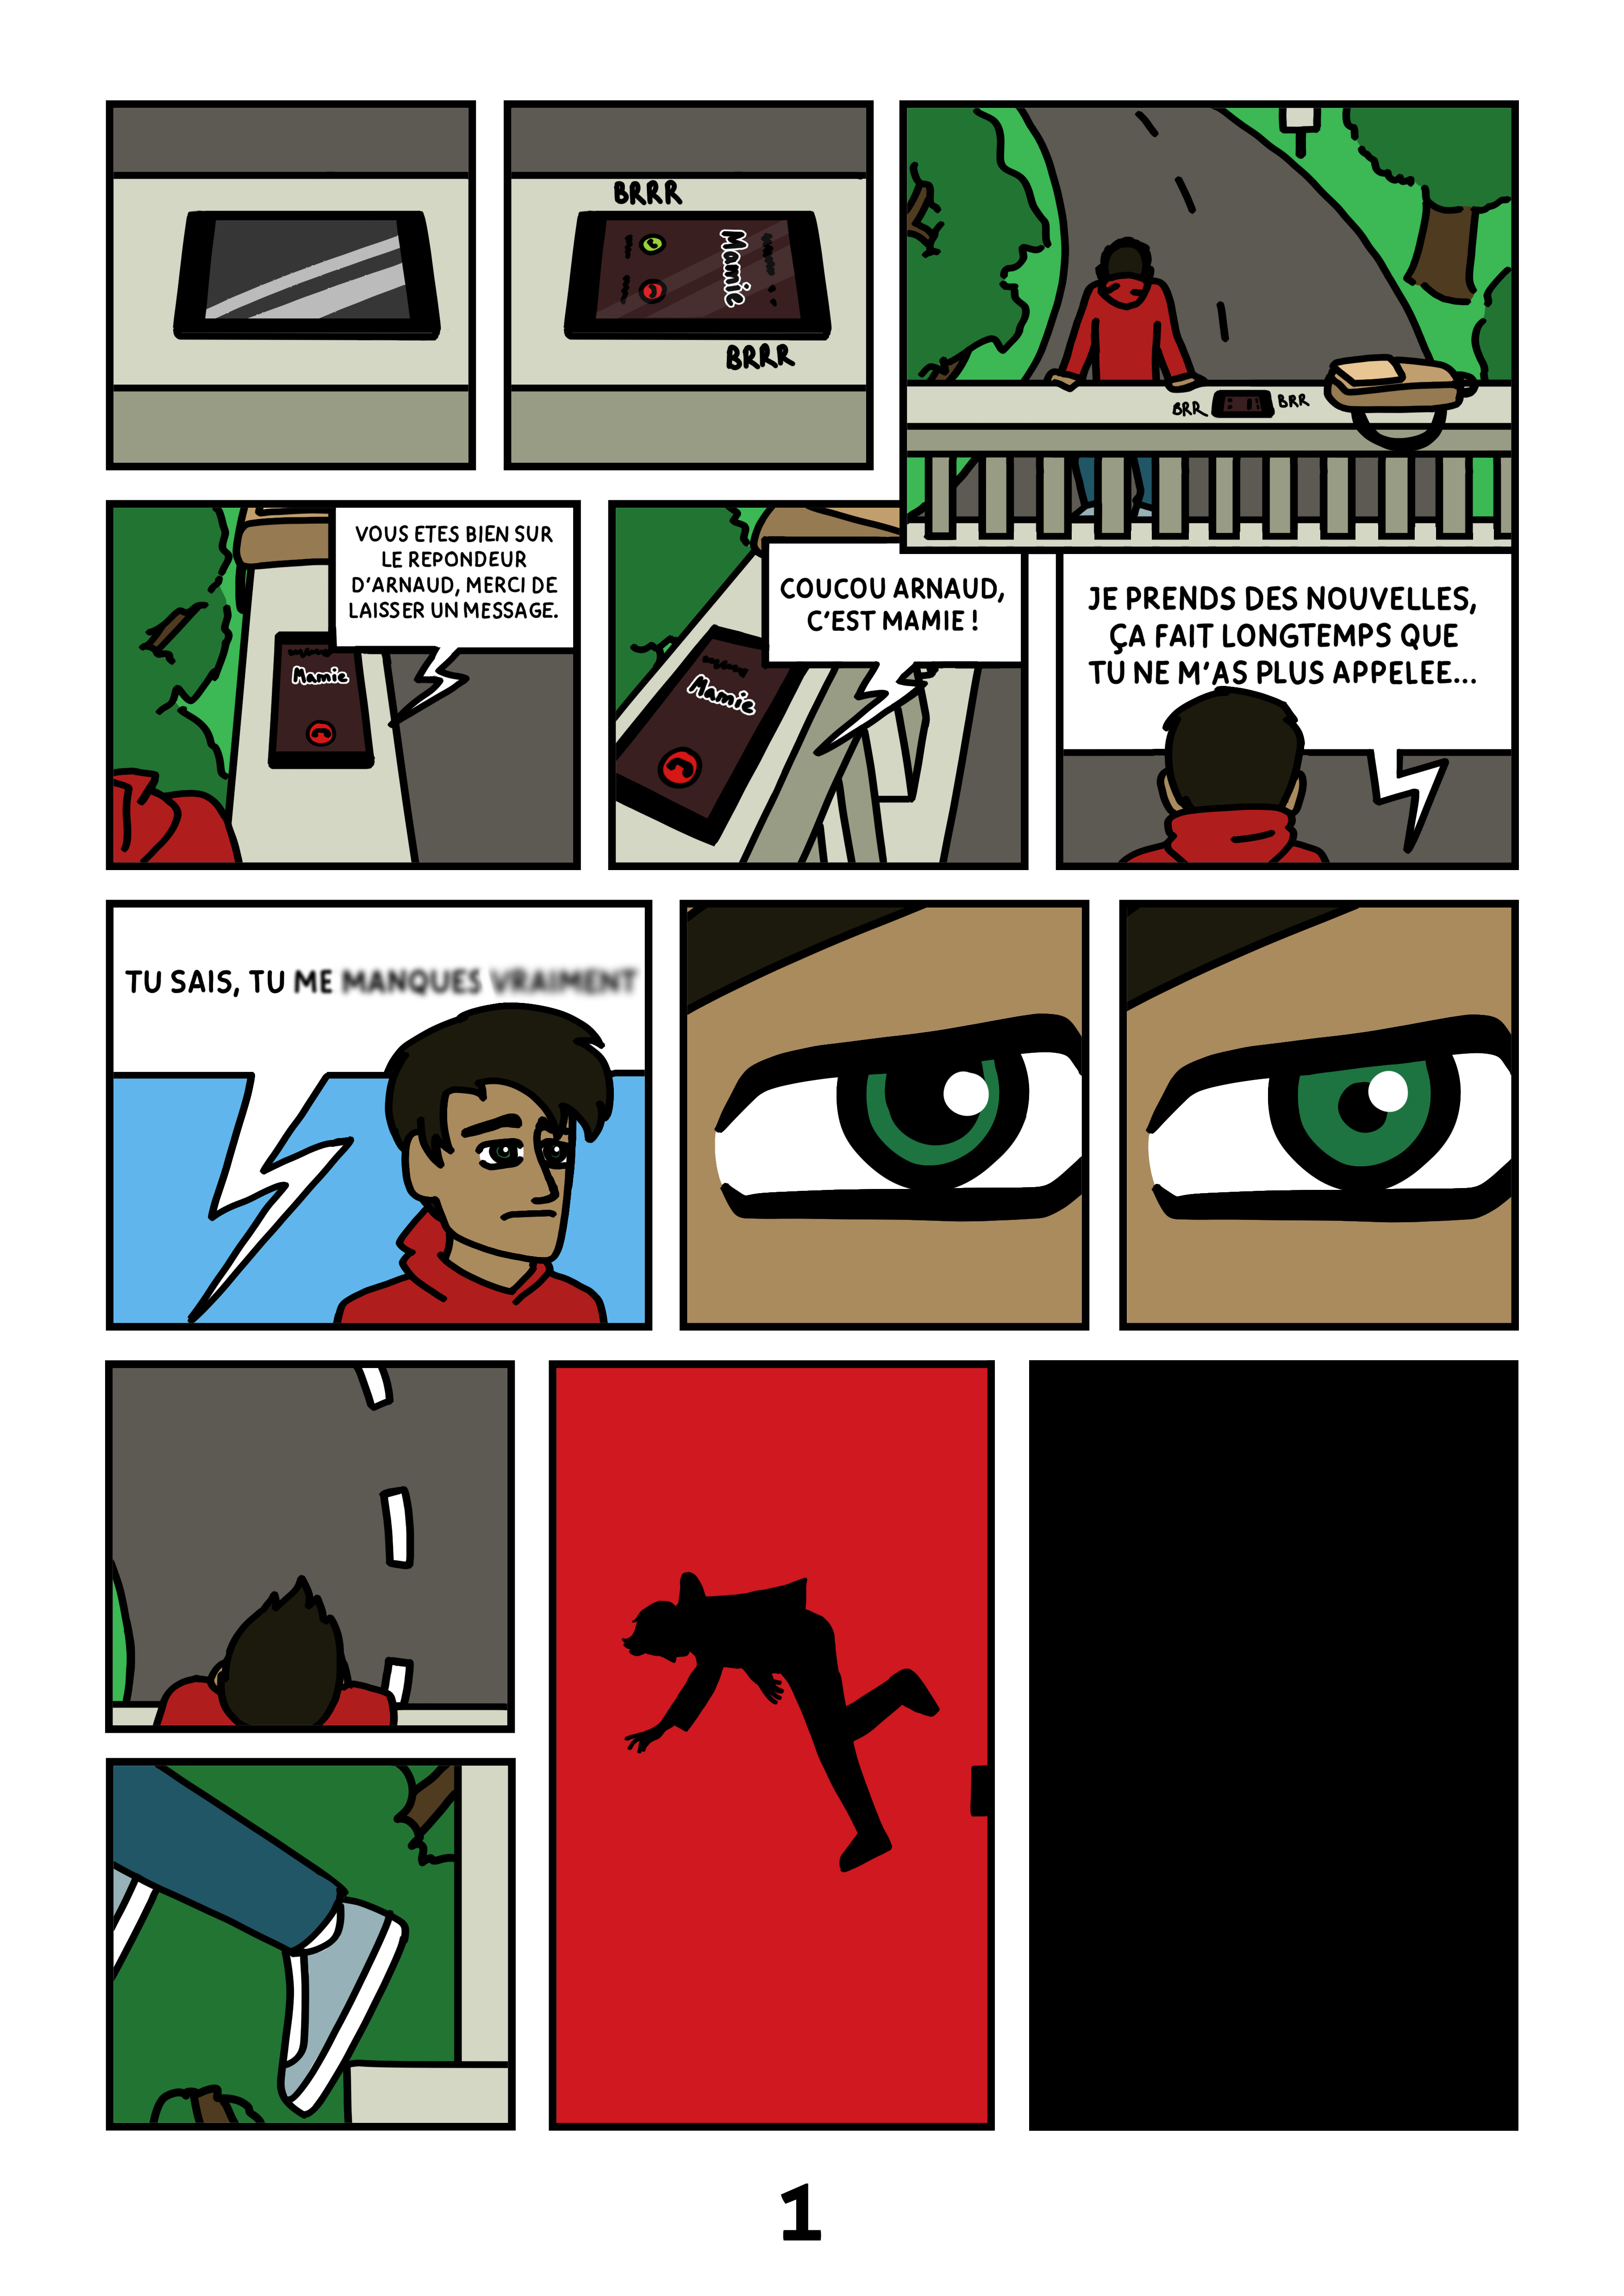 BRRR
Mamie
BRRR
BRR
BRR
VOUS ETES BIEN SUR
LE REPONDEUR
D'ARNAUD, MERCI DE
LAISSER UN MESSAGE.
Mamie
COUCOU ARNAUD,
C'EST MAMIE !
Mamie
JE PRENDS DES NOUVELLES,
ÇA FAIT LONGTEMPS QUE
TU NE M'AS PLUS APPELEE...
TU SAIS, TU ME MANQUES VRAIMENT
1